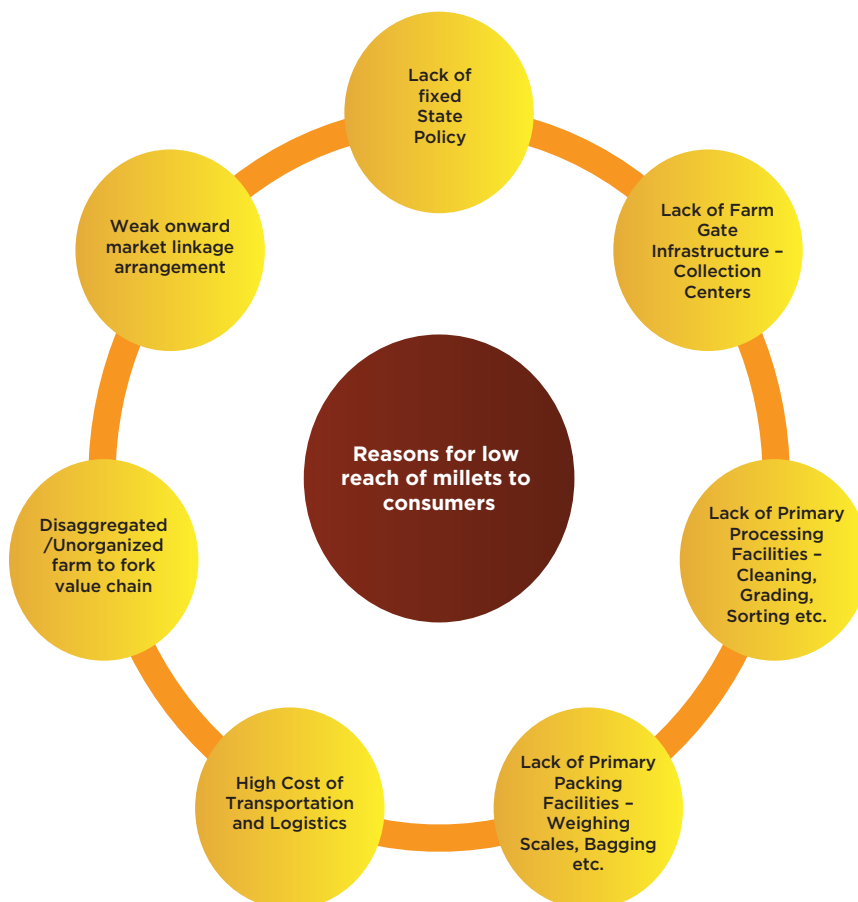 Lack of
fixed
State
Policy
Lack of Farm
Gate
Infrastructure –
Collection
Centers
Lack of Primary
Processing
Facilities –
Cleaning,
Grading,
Sorting etc.
Lack of Primary
Packing
Facilities –
Weighing
Scales, Bagging
etc.
High Cost of
Transportation
and Logistics
Disaggregated
/Unorganized
farm to fork
value chain
Weak onward
market linkage
arrangement
Reasons for low
reach of millets to
consumers